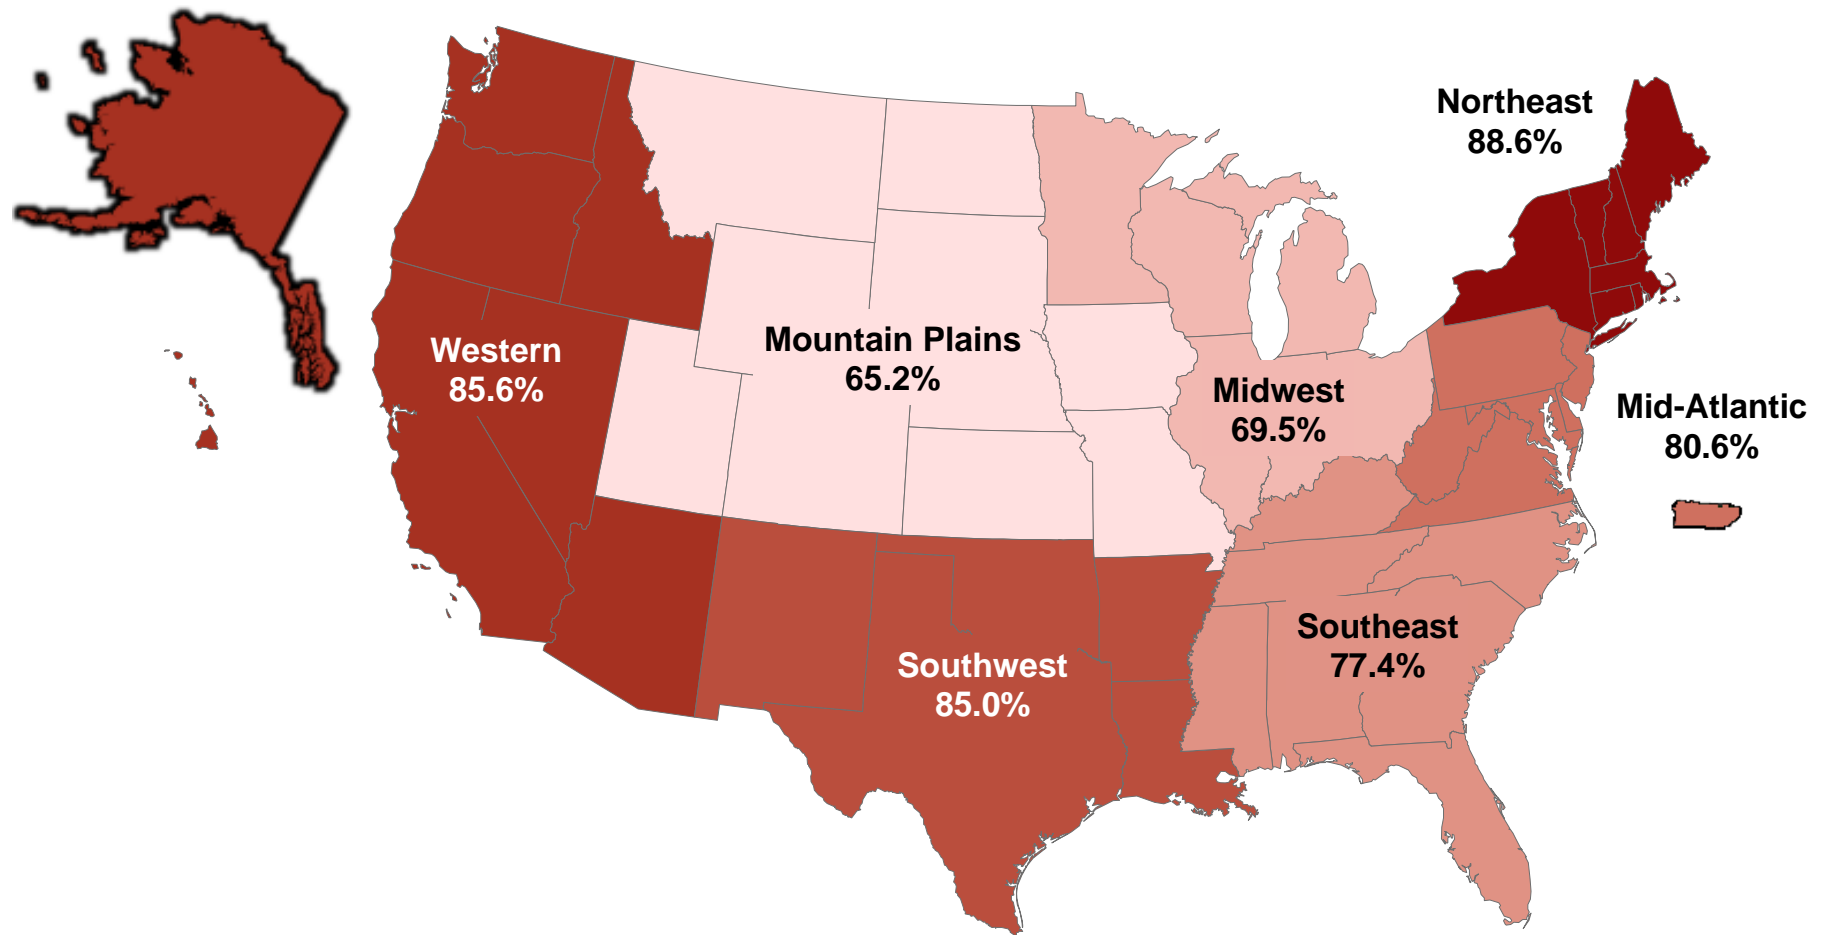 Northeast
88.6%
Western
85.6%
Mountain Plains
65.2%
Midwest
69.5%
Mid-Atlantic
80.6%
Southeast
77.4%
Southwest
85.0%